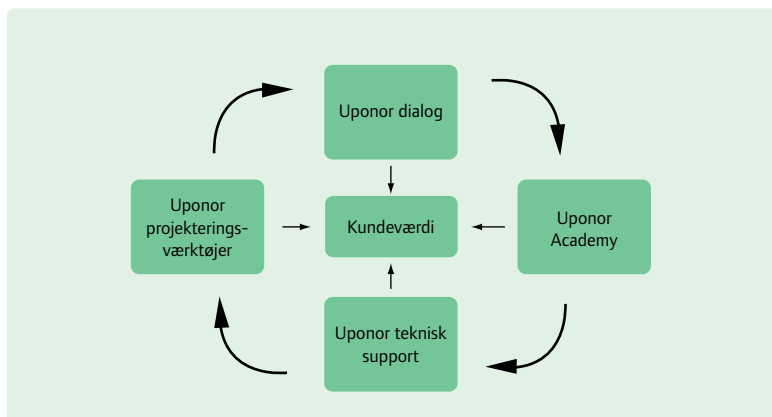 Uponor dialog
Uponor
projekterings-
værktøjer
Kundeværdi
Uponor
Academy
Uponor teknisk
support